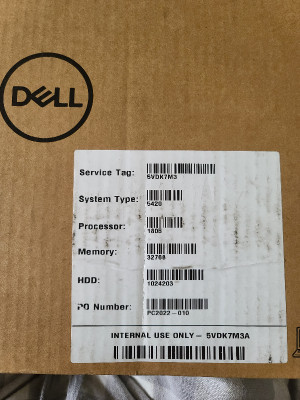 DELL
Service Tag:
5VDK7M3
System Type:
5420
Processor:
1800
Memory:
32768
HDD:
1024203
PO Number:
PC2022-010
INTERNAL USE ONLY- 5VDK7M3A